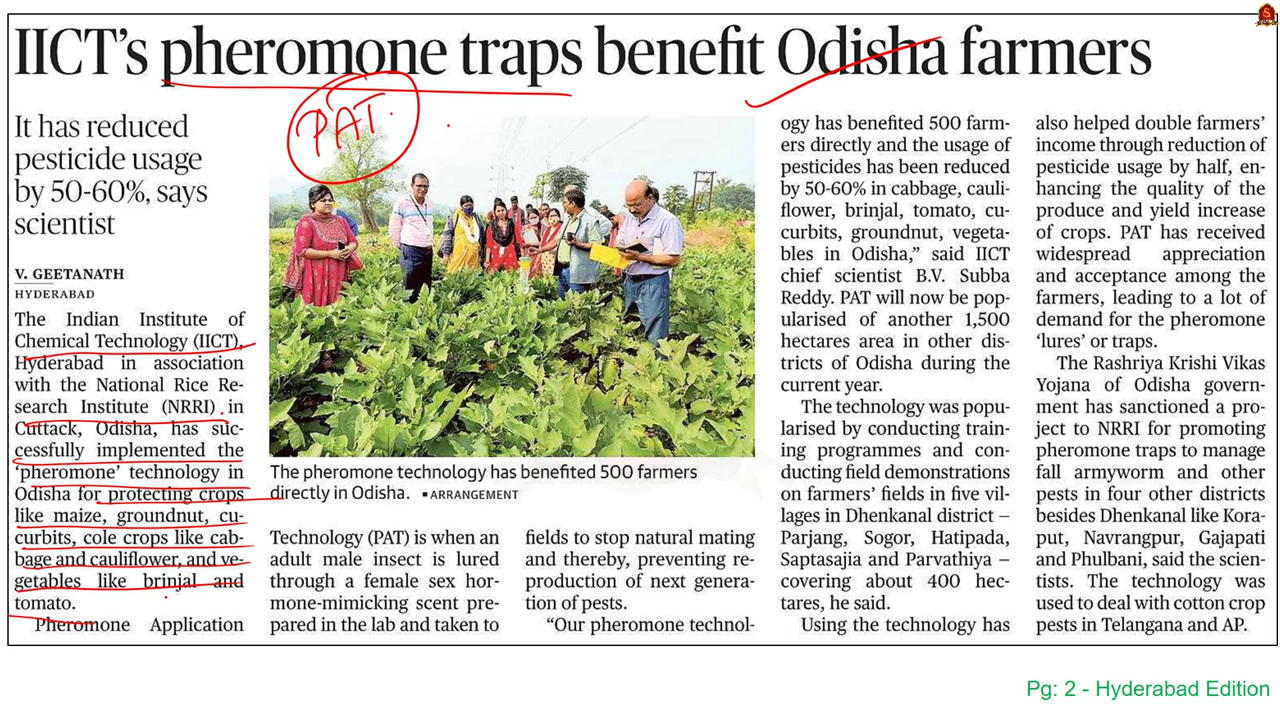 IICT's pheromone traps benefit Odisha farmers
It has reduced
pesticide usage
by 50-60%, says
scientist
V. GEETANATH
HYDERABAD
The Indian Institute of
Chemical Technology (IICT),
Hyderabad in association
with the National Rice Re-
search Institute (NRRI) in
Cuttack, Odisha, has suc-
cessfully implemented the
'pheromone' technology in
Odisha for protecting crops
like maize, groundnut, cu-
curbits, cole crops like cab-
bage and cauliflower, and ve-
getables like brinjal and
tomato.
Pheromone Application
PAT
The pheromone technology has benefited 500 farmers
directly in Odisha. ▪ARRANGEMENT
Technology (PAT) is when an
adult male insect is lured
through a female sex hor-
mone-mimicking scent pre-
pared in the lab and taken to
fields to stop natural mating
and thereby, preventing re-
production of next genera-
tion of pests.
"Our pheromone technol-
ogy has benefited 500 farm-
ers directly and the usage of
pesticides has been reduced
by 50-60% in cabbage, cauli-
flower, brinjal, tomato, cu-
curbits, groundnut, vegeta-
bles in Odisha," said IICT
chief scientist B.V. Subba
Reddy. PAT will now be pop-
ularised of another 1,500
hectares area in other dis-
tricts of Odisha during the
current year.
The technology was popu-
larised by conducting train-
ing programmes and con-
ducting field demonstrations
on farmers' fields in five vil-
lages in Dhenkanal district –
Parjang, Sogor, Hatipada,
Saptasajia and Parvathiya –
covering about 400 hec-
tares, he said.
Using the technology has
also helped double farmers'
income through reduction of
pesticide usage by half, en-
hancing the quality of the
produce and yield increase
of crops. PAT has received
widespread appreciation
and acceptance among the
farmers, leading to a lot of
demand for the pheromone
'lures' or traps.
The Rashriya Krishi Vikas
Yojana of Odisha govern-
ment has sanctioned a pro-
ject to NRRI for promoting
pheromone traps to manage
fall armyworm and other
pests in four other districts
besides Dhenkanal like Kora-
put, Navrangpur, Gajapati
and Phulbani, said the scien-
tists. The technology was
used to deal with cotton crop
pests in Telangana and AP.
Pg: 2 - Hyderabad Edition